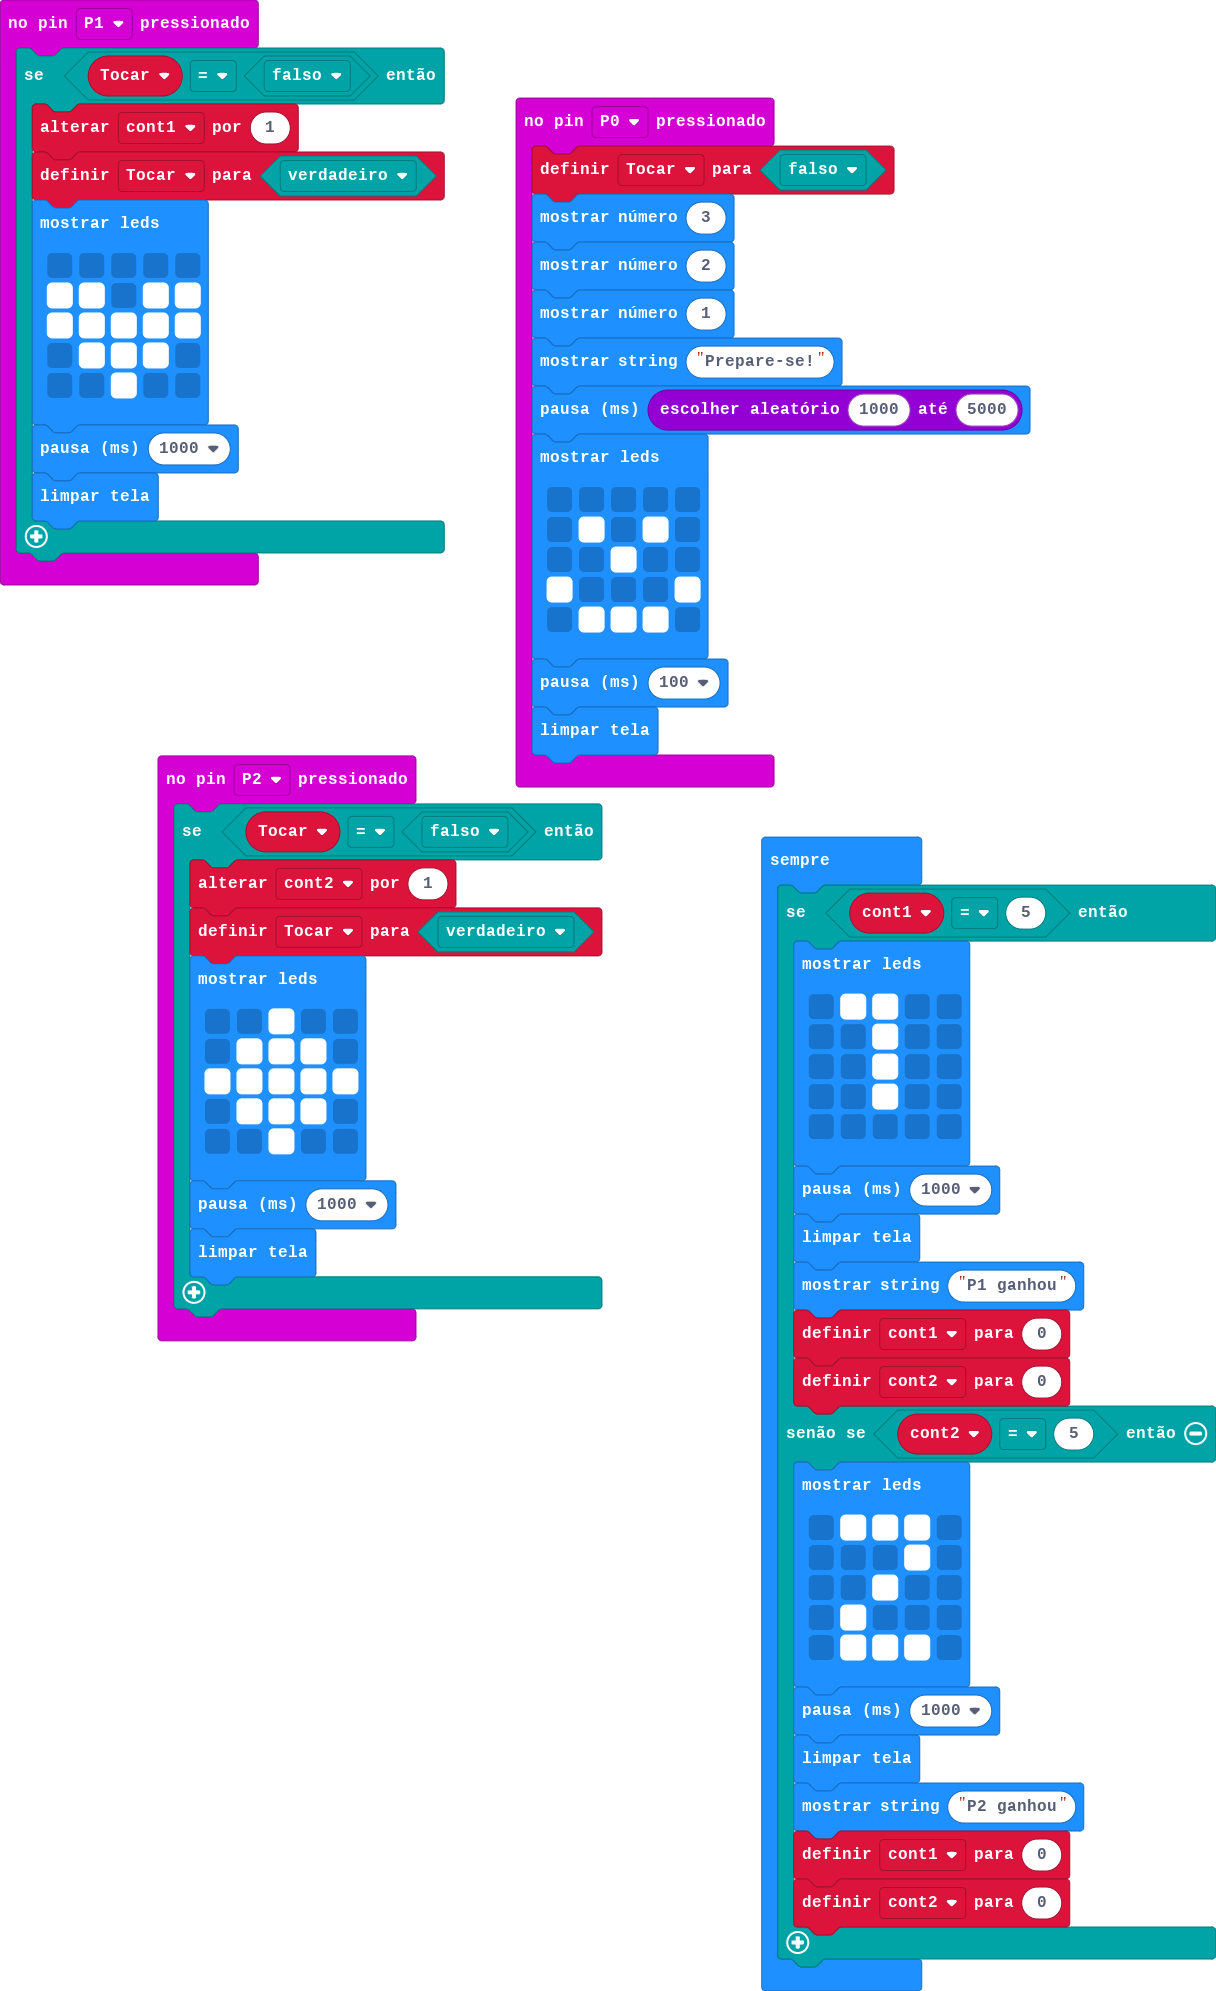 no pin P1 pressionado
se Tocar = falso então
alterar cont1 por 1
definir Tocar para verdadeiro
mostrar leds
pausa (ms) 1000
limpar tela
no pin P0 pressionado
definir Tocar para falso
mostrar número 3
mostrar número 2
mostrar número 1
mostrar string "Prepare-se!"
pausa (ms) escolher aleatório 1000 até 5000
mostrar leds
pausa (ms) 100
limpar tela
no pin P2 pressionado
se Tocar = falso então
alterar cont2 por 1
definir Tocar para verdadeiro
mostrar leds
pausa (ms) 1000
limpar tela
sempre
se cont1 = 5 então
mostrar leds
pausa (ms) 1000
limpar tela
mostrar string "P1 ganhou"
definir cont1 para 0
definir cont2 para 0
senão se cont2 = 5 então
mostrar leds
pausa (ms) 1000
limpar tela
mostrar string "P2 ganhou"
definir cont1 para 0
definir cont2 para 0